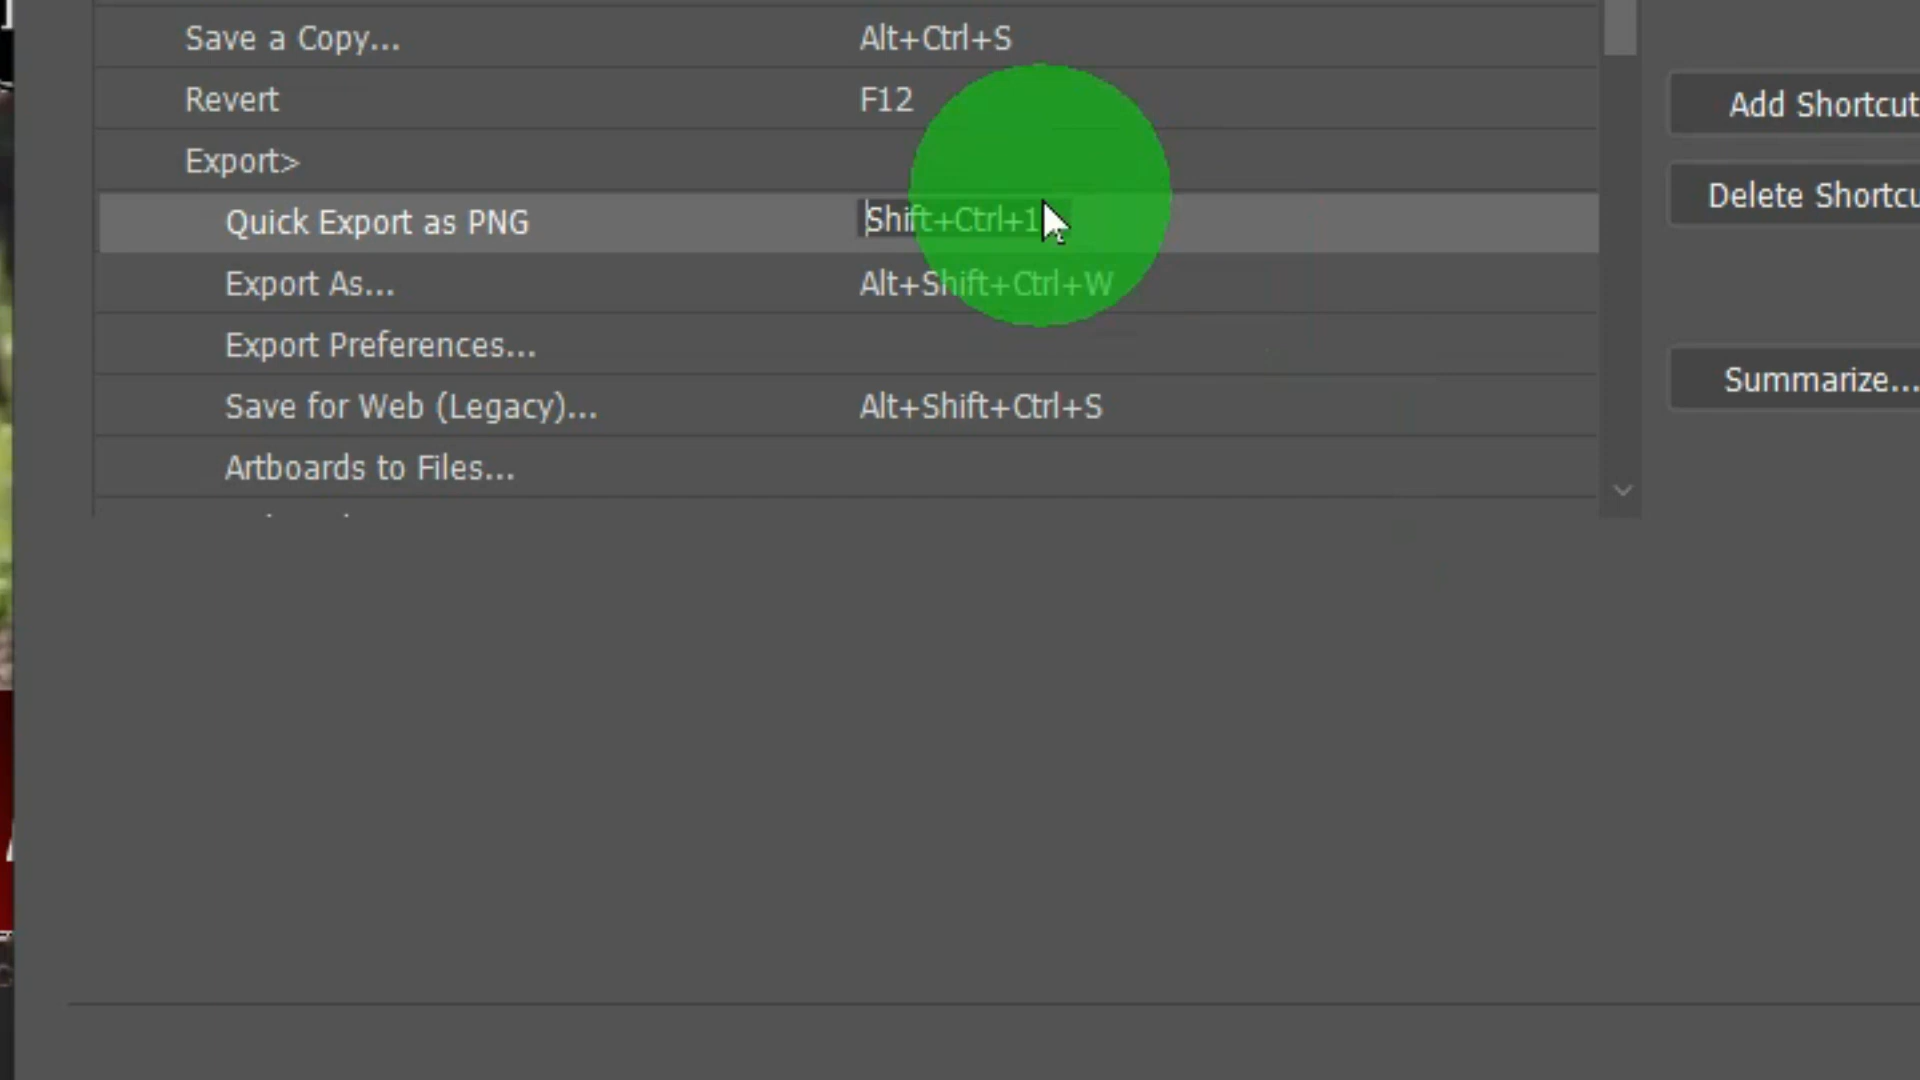 Save a Copy... Alt+Ctrl+S
Revert F12
Export>
Quick Export as PNG Shift+Ctrl+1
Export As... Alt+Shift+Ctrl+W
Export Preferences...
Save for Web (Legacy)... Alt+Shift+Ctrl+S
Artboards to Files...
Add Shortcut
Delete Shortcu
Summarize...